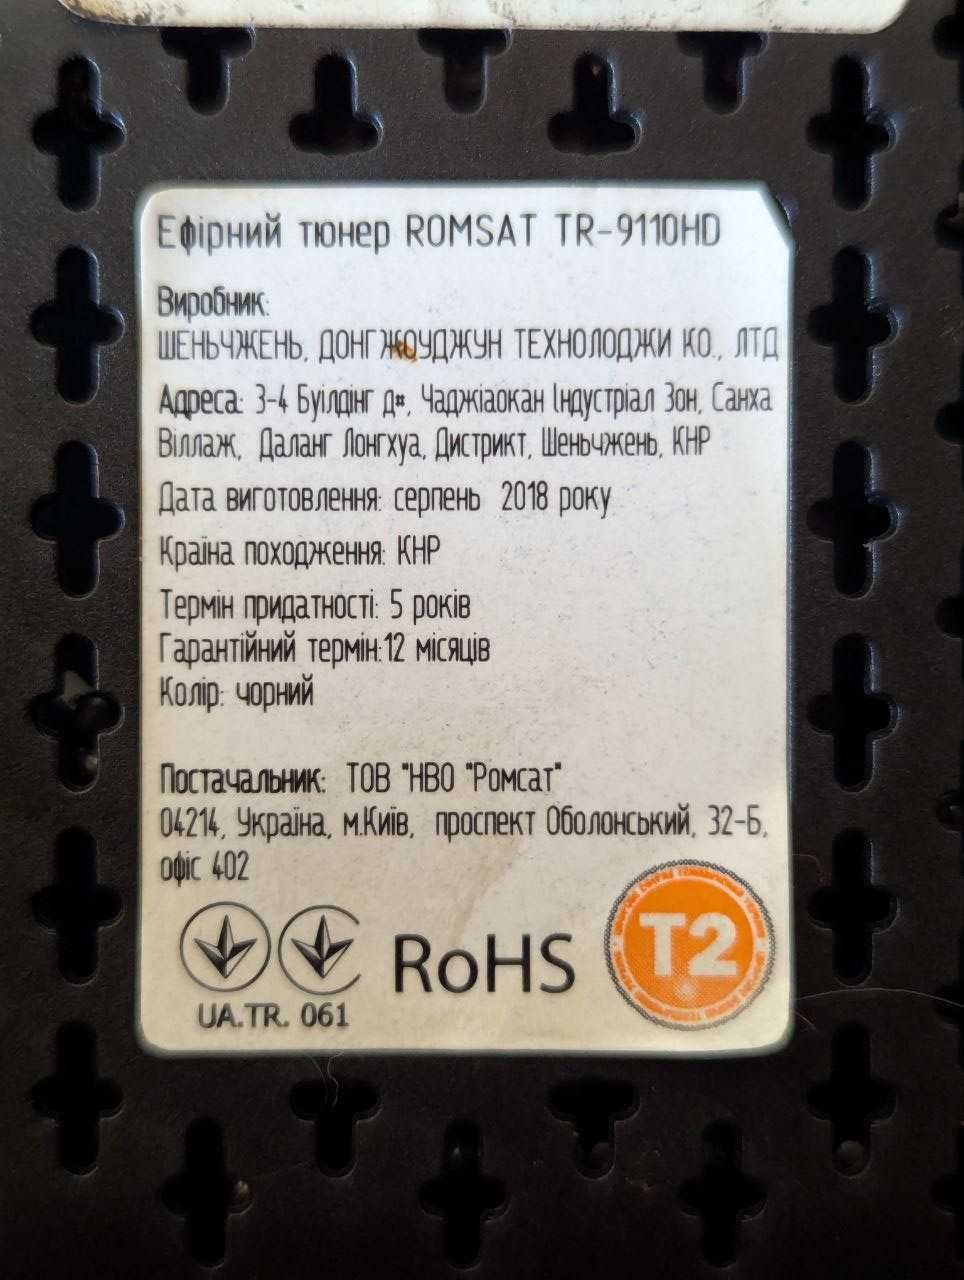 Ефірний тюнер ROMSAT TR-9110HD
Виробник:
ШЕНЬЧЖЕНЬ, ДОНГЖОУДЖУН ТЕХНОЛОДЖИ КО., ЛТД
Адреса: 3-4 Буілдінг д¤, Чаджіаокан Індустріал Зон, Санха
Віллаж, Даланг Лонгхуа, Дистрикт, Шеньчжень, КНР
Дата виготовлення: серпень 2018 року
Країна походження: КНР
Термін придатності: 5 років
Гарантійний термін:12 місяців
Колір: чорний
Постачальник: ТОВ "НВО "Ромсат"
04214, Україна, м.Київ, проспект Оболонський, 32-Б,
офіс 402
RoHS
T2
UA.TR. 061